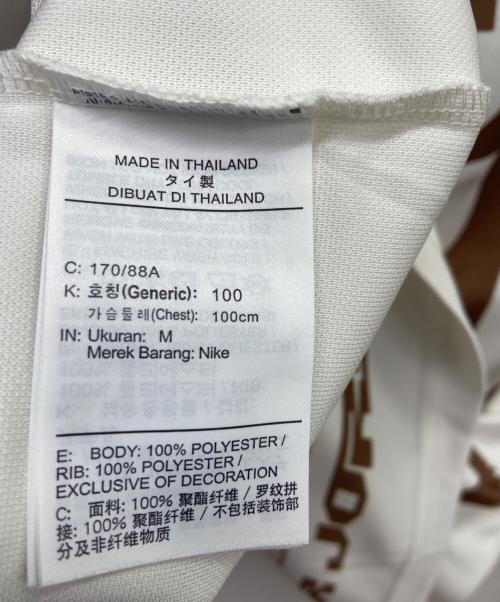 MADE IN THAILAND
タイ製
DIBUAT DI THAILAND
C: 170/88A
K: 호칭(Generic): 100
가슴둘레(Chest): 100cm
IN: Ukuran: M
Merek Barang: Nike
E: BODY: 100% POLYESTER /
RIB: 100% POLYESTER /
EXCLUSIVE OF DECORATION
C: 面料: 100% 聚酯纤维 / 罗纹拼
接: 100% 聚酯纤维 / 不包括装饰部
分及非纤维物质